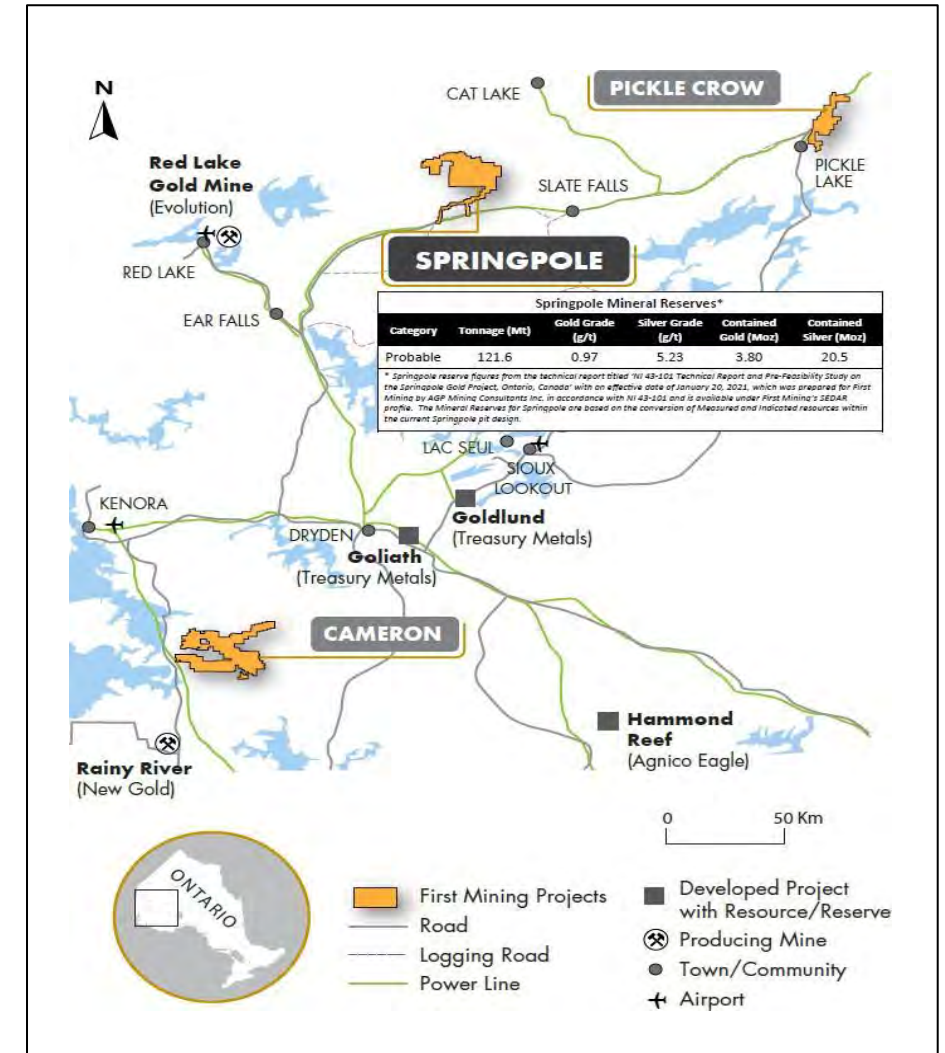 N
CAT LAKE
PICKLE CROW
PICKLE
LAKE
Red Lake
Gold Mine
(Evolution)
SLATE FALLS
RED LAKE
SPRINGPOLE
EAR FALLS
Springpole Mineral Reserves*
Category Tonnage (Mt) Gold Grade (g/t) Silver Grade (g/t) Contained Gold (Moz) Contained Silver (Moz)
Probable 121.6 0.97 5.23 3.80 20.5
* Springpole reserve figures from the technical report titled 'NI 43-101 Technical Report and Pre-Feasibility Study on
the Springpole Gold Project, Ontario, Canada' with an effective date of January 20, 2021, which was prepared for First
Mining by AGP Mining Consultants Inc. in accordance with NI 43-101 and is available under First Mining's SEDAR
profile. The Mineral Reserves for Springpole are based on the conversion of Measured and Indicated resources within
the current Springpole pit design.
LAC SEUL
SIOUX
LOOKOUT
KENORA
Goldlund
(Treasury Metals)
DRYDEN
Goliath
(Treasury Metals)
CAMERON
Hammond
Reef
(Agnico Eagle)
Rainy River
(New Gold)
0 50 Km
ONTARIO
First Mining Projects
Road
Logging Road
Power Line
Developed Project
with Resource/Reserve
Producing Mine
Town/Community
Airport